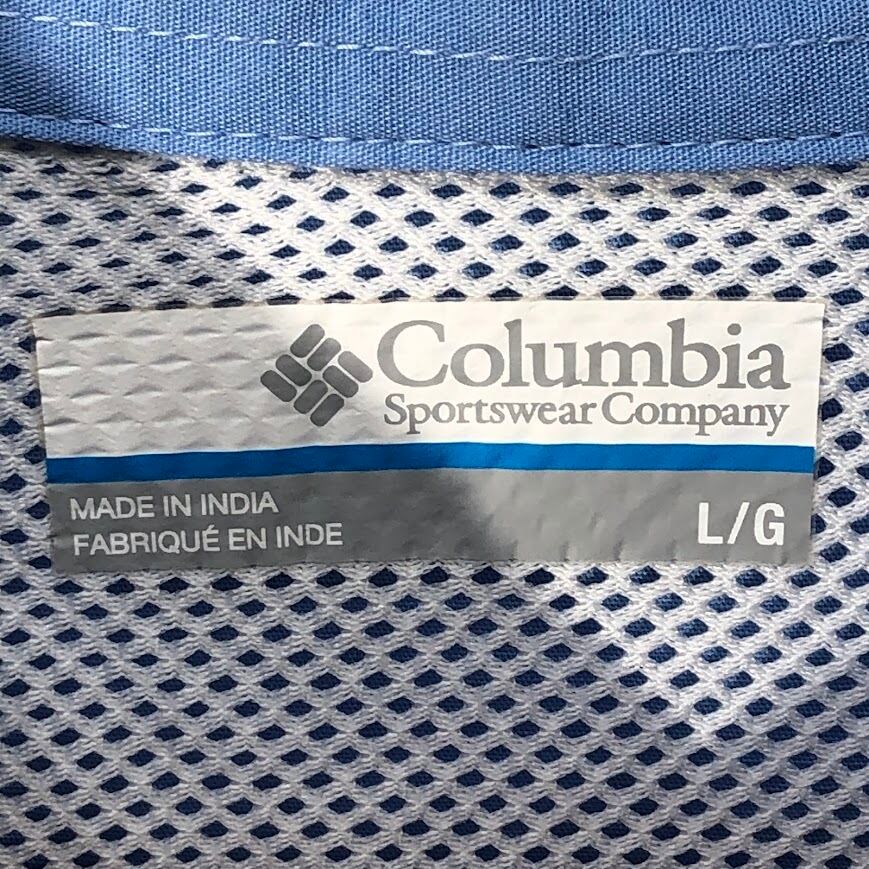 Columbia
Sportswear Company
MADE IN INDIA
FABRIQUÉ EN INDE
L/G